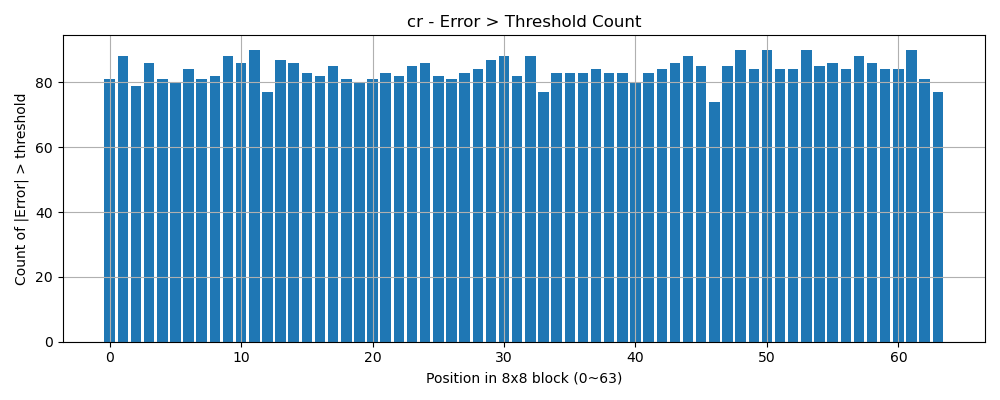 cr - Error > Threshold Count
Count of |Error| > threshold
80
60
40
20
0
0 10 20 30 40 50 60
Position in 8x8 block (0~63)